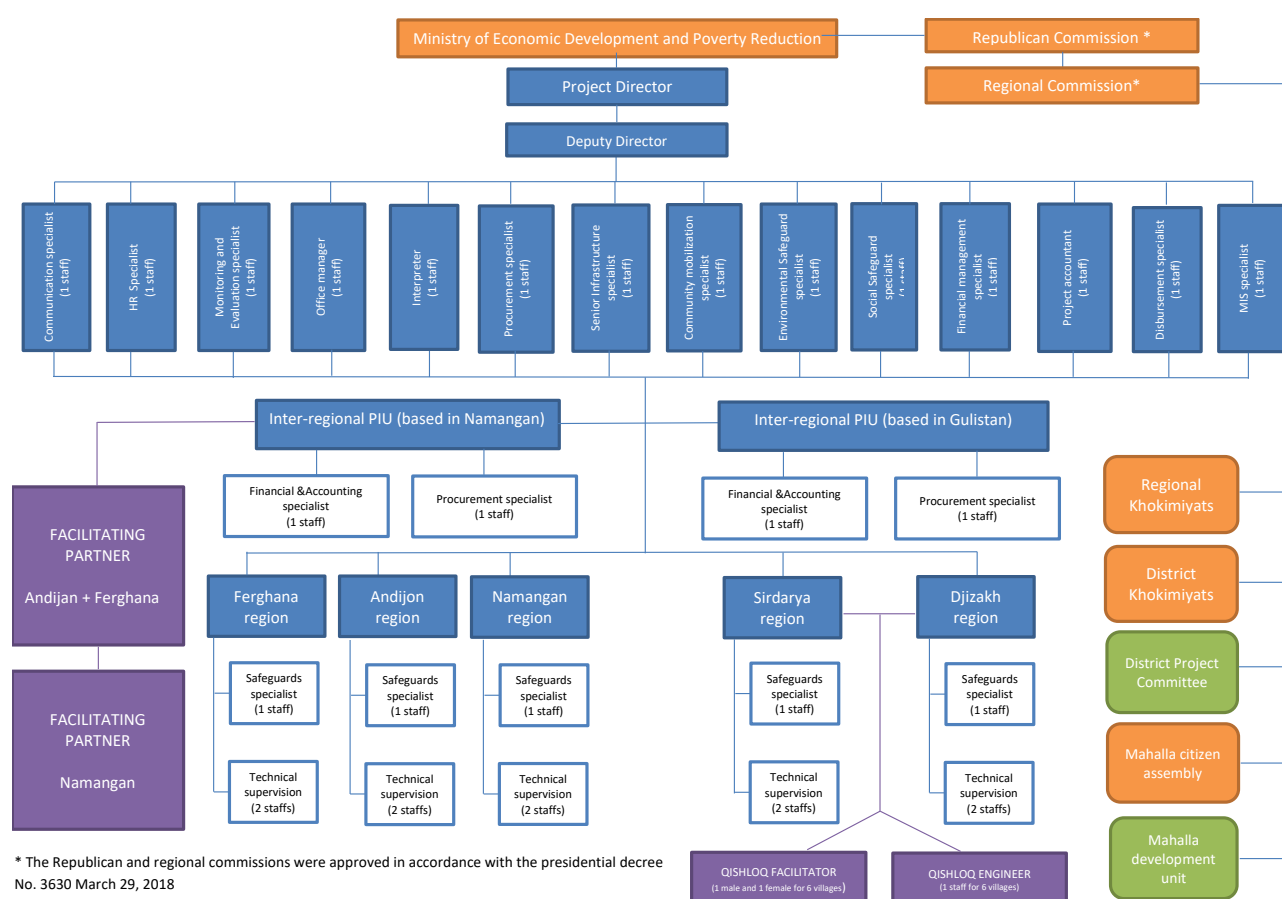 Ministry of Economic Development and Poverty Reduction
Republican Commission *
Regional Commission*
Project Director
Deputy Director
Communication specialist
(1 staff)
HR Specialist
(1 staff)
Monitoring and
Evaluation specialist
(1 staff)
Office manager
(1 staff)
Interpreter
(1 staff)
Procurement specialist
(1 staff)
Senior Infrastructure
specialist
(1 staff)
Community mobilization
specialist
(1 staff)
Environmental Safeguard
specialist
(1 staff)
Social Safeguard
specialist
(1 staff)
Financial management
specialist
(1 staff)
Project accountant
(1 staff)
Disbursement specialist
(1 staff)
MIS specialist
(1 staff)
Inter-regional PIU (based in Namangan)
Inter-regional PIU (based in Gulistan)
Financial &Accounting
specialist
(1 staff)
Procurement specialist
(1 staff)
Financial &Accounting
specialist
(1 staff)
Procurement specialist
(1 staff)
FACILITATING
PARTNER
Andijan + Ferghana
FACILITATING
PARTNER
Namangan
Ferghana
region
Andijon
region
Namangan
region
Sirdarya
region
Djizakh
region
Safeguards
specialist
(1 staff)
Safeguards
specialist
(1 staff)
Safeguards
specialist
(1 staff)
Safeguards
specialist
(1 staff)
Safeguards
specialist
(1 staff)
Technical
supervision
(2 staffs)
Technical
supervision
(2 staffs)
Technical
supervision
(2 staffs)
Technical
supervision
(2 staffs)
Technical
supervision
(2 staffs)
Regional
Khokimiyats
District
Khokimiyats
District Project
Committee
Mahalla citizen
assembly
Mahalla
development
unit
QISHLOQ FACILITATOR
(1 male and 1 female for 6 villages)
QISHLOQ ENGINEER
(1 staff for 6 villages)
* The Republican and regional commissions were approved in accordance with the presidential decree
No. 3630 March 29, 2018